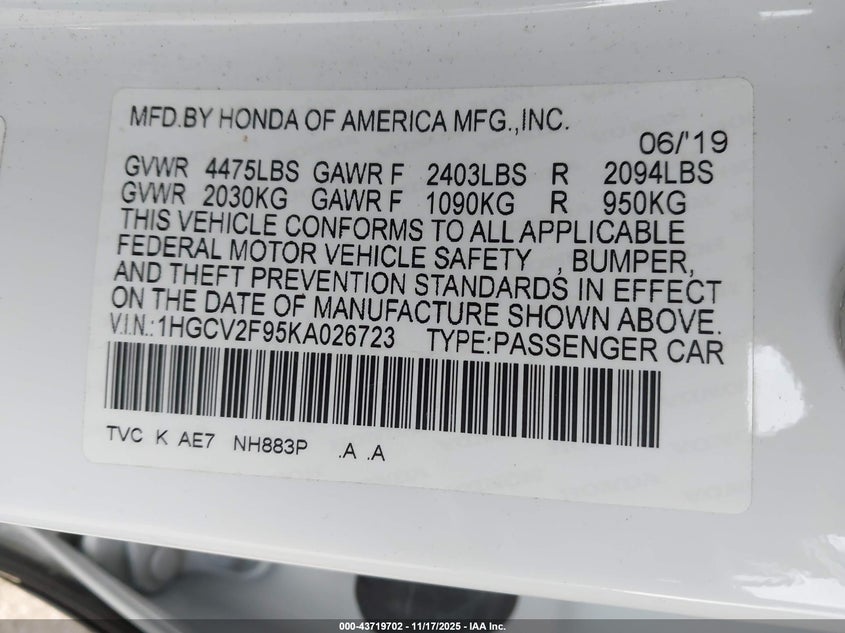 MFD.BY HONDA OF AMERICA MFG.,INC.
06/'19
GVWR 4475LBS GAWR F 2403LBS R 2094LBS
GVWR 2030KG GAWR F 1090KG R 950KG
THIS VEHICLE CONFORMS TO ALL APPLICABLE
FEDERAL MOTOR VEHICLE SAFETY , BUMPER,
AND THEFT PREVENTION STANDARDS IN EFFECT
ON THE DATE OF MANUFACTURE SHOWN ABOVE.
V.I.N.:1HGCV2F95KA026723 TYPE:PASSENGER CAR
TVC K AE7 NH883P .A .A
000-43719702 - 11/17/2025 - IAA Inc.